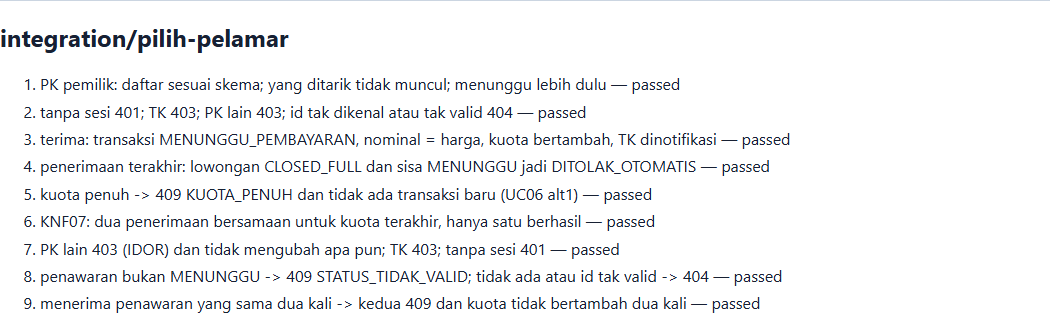 integration/pilih-pelamar
1. PK pemilik: daftar sesuai skema; yang ditarik tidak muncul; menunggu lebih dulu — passed
2. tanpa sesi 401; TK 403; PK lain 403; id tak dikenal atau tak valid 404 — passed
3. terima: transaksi MENUNGGU_PEMBAYARAN, nominal = harga, kuota bertambah, TK dinotifikasi — passed
4. penerimaan terakhir: lowongan CLOSED_FULL dan sisa MENUNGGU jadi DITOLAK_OTOMATIS — passed
5. kuota penuh -> 409 KUOTA_PENUH dan tidak ada transaksi baru (UC06 alt1) — passed
6. KNF07: dua penerimaan bersamaan untuk kuota terakhir, hanya satu berhasil — passed
7. PK lain 403 (IDOR) dan tidak mengubah apa pun; TK 403; tanpa sesi 401 — passed
8. penawaran bukan MENUNGGU -> 409 STATUS_TIDAK_VALID; tidak ada atau id tak valid -> 404 — passed
9. menerima penawaran yang sama dua kali -> kedua 409 dan kuota tidak bertambah dua kali — passed